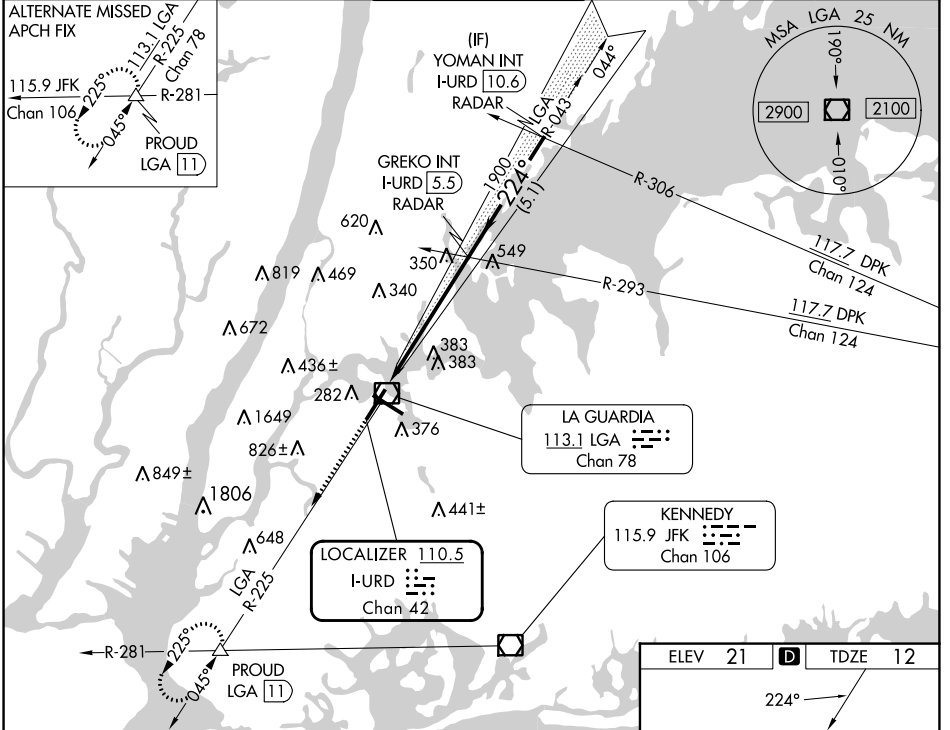 ALTERNATE MISSED
APCH FIX
113.1 LGA
R-225
Chan 78
115.9 JFK
Chan 106
R-281
225°
045°
PROUD
LGA 11
(IF)
YOMAN INT
I-URD 10.6
RADAR
LGA
R-043
044°
MSA LGA 25 NM
190°
2900
2100
010°
GREKO INT
I-URD 5.5
RADAR
1900
224°
(5.1)
R-306
117.7 DPK
Chan 124
R-293
117.7 DPK
Chan 124
620
350
549
819
469
340
672
383
383
436±
282
1649
376
826±
849±
1806
441±
648
LA GUARDIA
113.1 LGA
Chan 78
KENNEDY
115.9 JFK
Chan 106
LOCALIZER 110.5
I-URD
Chan 42
LGA
R-225
R-281
225°
045°
PROUD
LGA 11
ELEV 21 D TDZE 12
224°